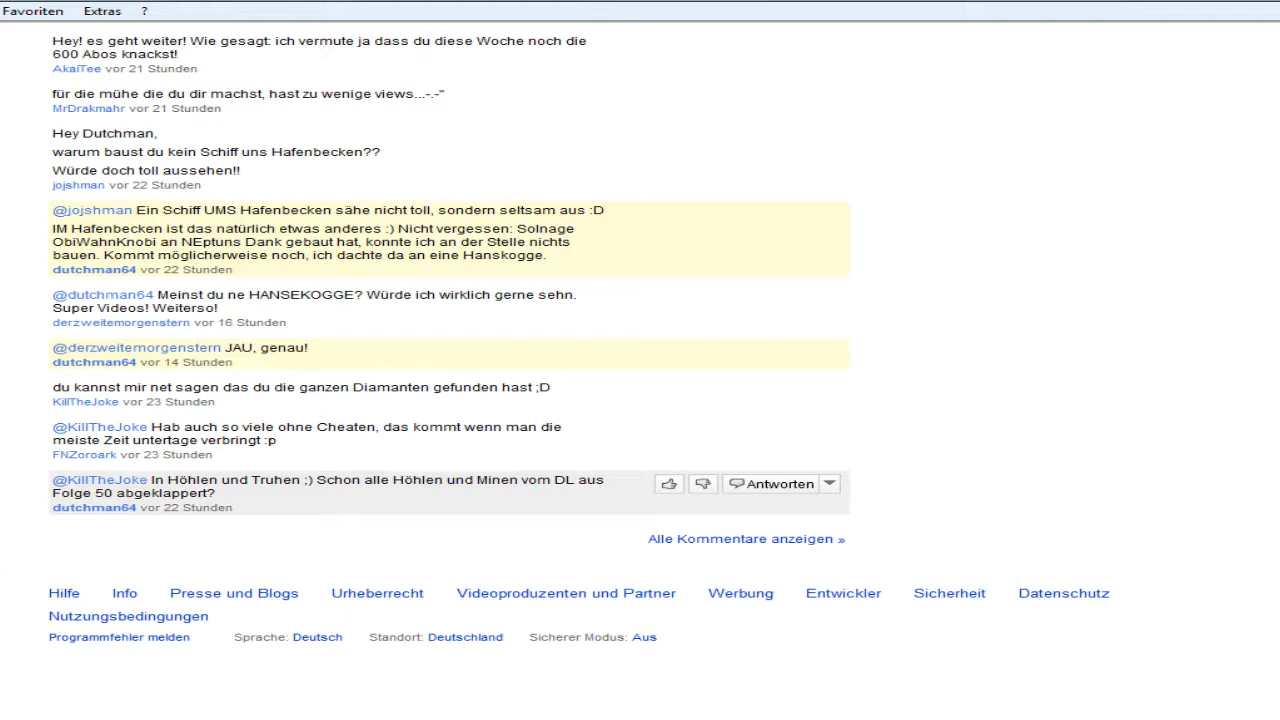 Favoriten Extras ?
Hey! es geht weiter! Wie gesagt: ich vermute ja dass du diese Woche noch die
600 Abos knackst!
AkaiTee vor 21 Stunden
für die mühe die du dir machst, hast zu wenige views...-.-"
MrDrakmahr vor 21 Stunden
Hey Dutchman,
warum baust du kein Schiff uns Hafenbecken??
Würde doch toll aussehen!!
jojshman vor 22 Stunden
@jojshman Ein Schiff UMS Hafenbecken sähe nicht toll, sondern seltsam aus :D
IM Hafenbecken ist das natürlich etwas anderes :) Nicht vergessen: Solnage
ObiWahnKnobi an NEptuns Dank gebaut hat, konnte ich an der Stelle nichts
bauen. Kommt möglicherweise noch, ich dachte da an eine Hanskogge.
dutchman64 vor 22 Stunden
@dutchman64 Meinst du ne HANSEKOGGE? Würde ich wirklich gerne sehn.
Super Videos! Weiterso!
derzweitemorgenstern vor 16 Stunden
@derzweitemorgenstern JAU, genau!
dutchman64 vor 14 Stunden
du kannst mir net sagen das du die ganzen Diamanten gefunden hast ;D
KillTheJoke vor 23 Stunden
@KillTheJoke Hab auch so viele ohne Cheaten, das kommt wenn man die
meiste Zeit untertage verbringt :p
FNZoroark vor 23 Stunden
@KillTheJoke In Höhlen und Truhen ;) Schon alle Höhlen und Minen vom DL aus
Folge 50 abgeklappert?
dutchman64 vor 22 Stunden
Antworten
Alle Kommentare anzeigen »
Hilfe Info Presse und Blogs Urheberrecht Videoproduzenten und Partner Werbung Entwickler Sicherheit Datenschutz
Nutzungsbedingungen
Programmfehler melden Sprache: Deutsch Standort: Deutschland Sicherer Modus: Aus